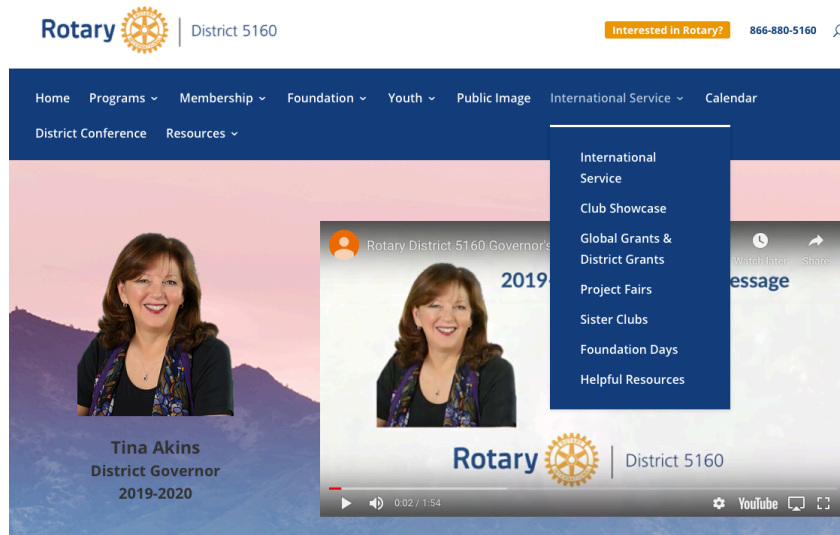 Rotary | District 5160
Interested in Rotary?
866-880-5160
Home Programs Membership Foundation Youth Public Image International Service Calendar
District Conference Resources
International
Service
Club Showcase
Global Grants &
District Grants
Project Fairs
Sister Clubs
Foundation Days
Helpful Resources
Tina Akins
District Governor
2019-2020
Rotary District 5160 Governor's
Watch later
Share
2019-
essage
Rotary | District 5160
0:02 / 1:54
YouTube